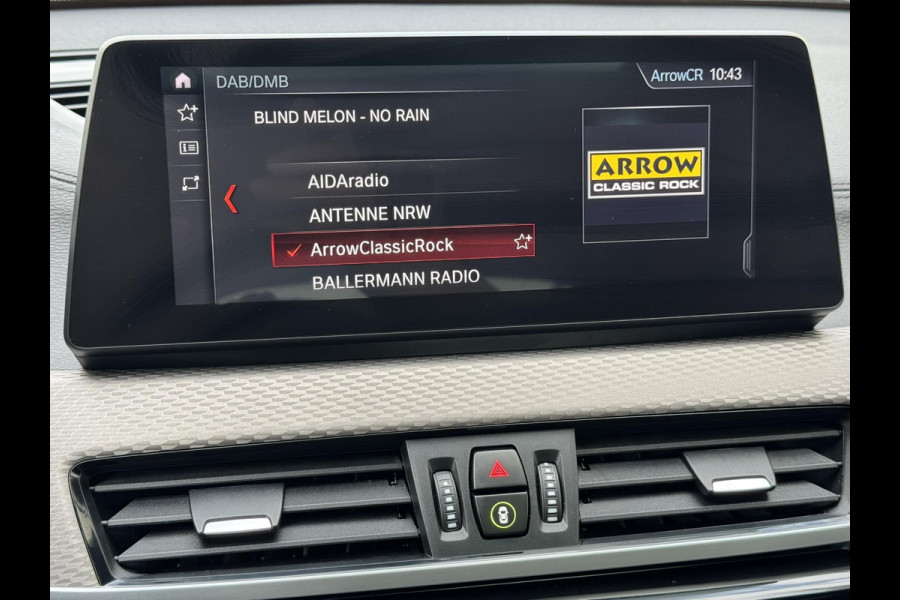 DAB/DMB
ArrowCR 10:43
BLIND MELON - NO RAIN
AIDAradio
ANTENNE NRW
ArrowClassicRock
BALLERMANN RADIO
ARROW
CLASSIC ROCK